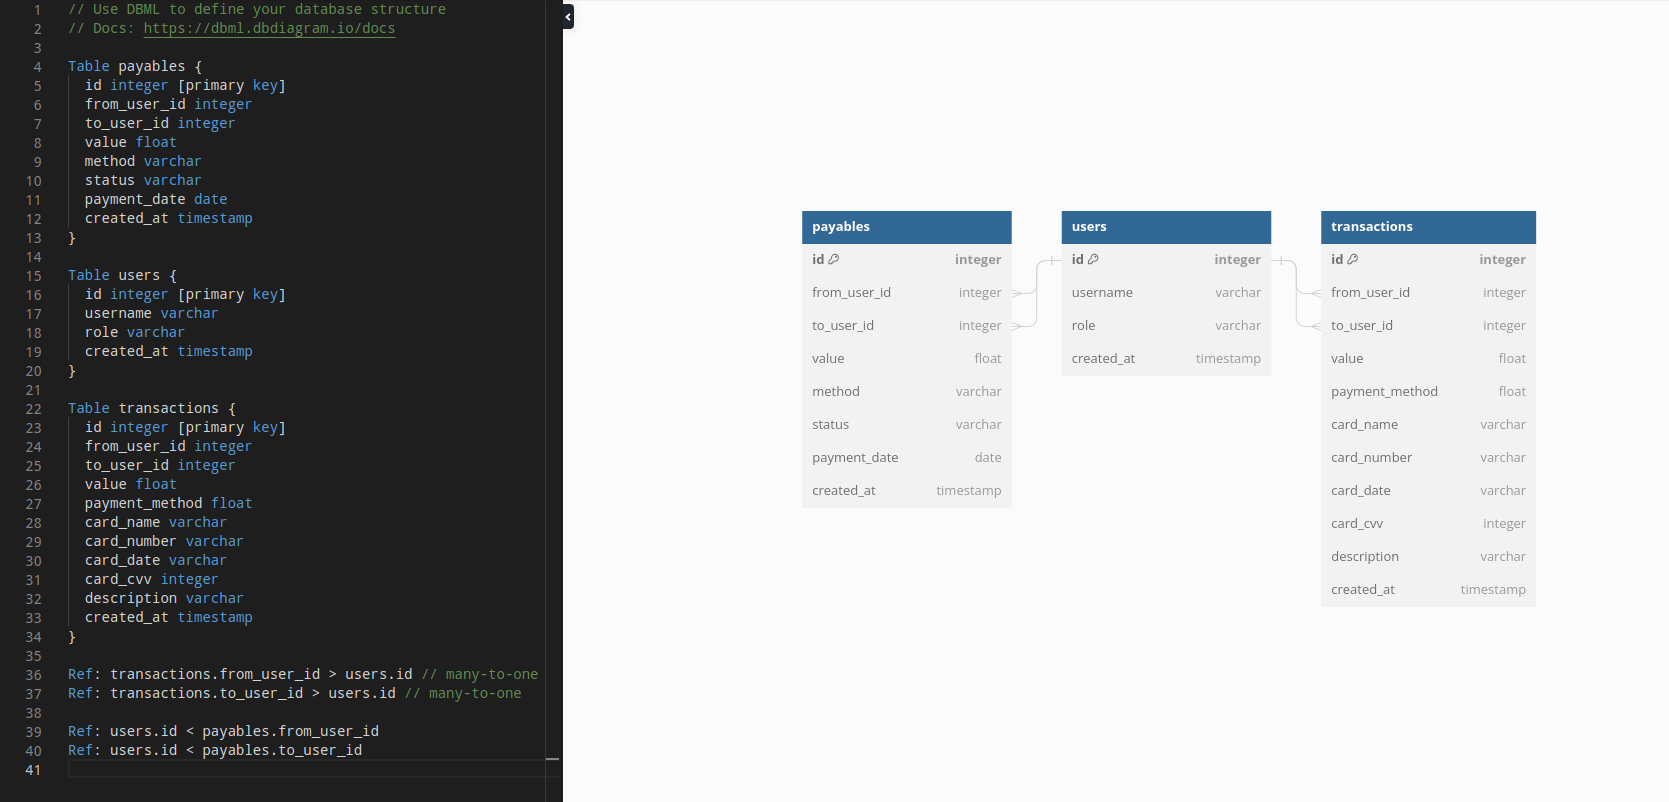 1 // Use DBML to define your database structure
2 // Docs: https://dbml.dbdiagram.io/docs
3
4 Table payables {
5 id integer [primary key]
6 from_user_id integer
7 to_user_id integer
8 value float
9 method varchar
10 status varchar
11 payment_date date
12 created_at timestamp
13 }
14
15 Table users {
16 id integer [primary key]
17 username varchar
18 role varchar
19 created_at timestamp
20 }
21
22 Table transactions {
23 id integer [primary key]
24 from_user_id integer
25 to_user_id integer
26 value float
27 payment_method float
28 card_name varchar
29 card_number varchar
30 card_date varchar
31 card_cvv integer
32 description varchar
33 created_at timestamp
34 }
35
36 Ref: transactions.from_user_id > users.id // many-to-one
37 Ref: transactions.to_user_id > users.id // many-to-one
38
39 Ref: users.id < payables.from_user_id
40 Ref: users.id < payables.to_user_id
41
payables
id integer
from_user_id integer
to_user_id integer
value float
method varchar
status varchar
payment_date date
created_at timestamp
users
id integer
username varchar
role varchar
created_at timestamp
transactions
id integer
from_user_id integer
to_user_id integer
value float
payment_method float
card_name varchar
card_number varchar
card_date varchar
card_cvv integer
description varchar
created_at timestamp